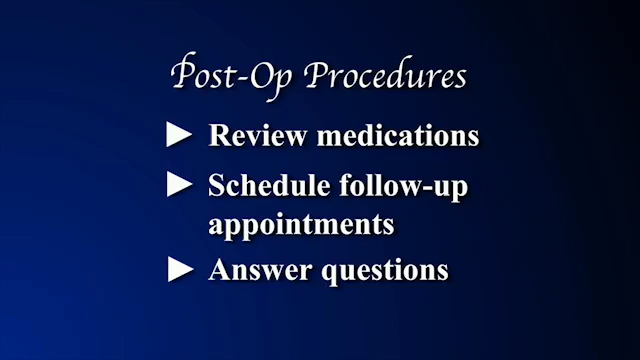 Post-Op Procedures
► Review medications
► Schedule follow-up
appointments
► Answer questions